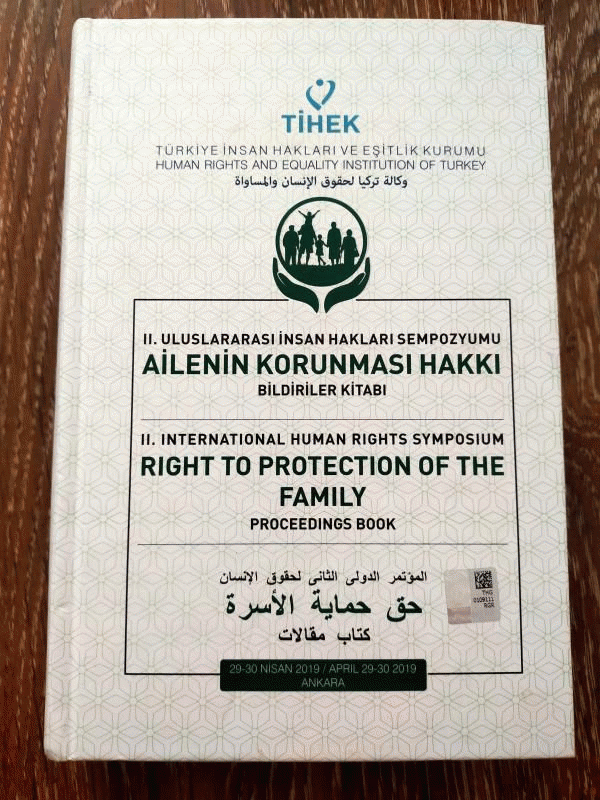 TİHEK
TÜRKİYE İNSAN HAKLARI VE EŞİTLİK KURUMU
HUMAN RIGHTS AND EQUALITY INSTITUTION OF TURKEY
وكالة تركيا لحقوق الإنسان والمساواة
II. ULUSLARARASI İNSAN HAKLARI SEMPOZYUMU
AİLENİN KORUNMASI HAKKI
BİLDİRİLER KİTABI
II. INTERNATIONAL HUMAN RIGHTS SYMPOSIUM
RIGHT TO PROTECTION OF THE
FAMILY
PROCEEDINGS BOOK
المؤتمر الدولى الثانى لحقوق الإنسان
حق حماية الأسرة
كتاب مقالات
THG
0109111
RGR
29-30 NİSAN 2019 / APRIL 29-30 2019
ANKARA